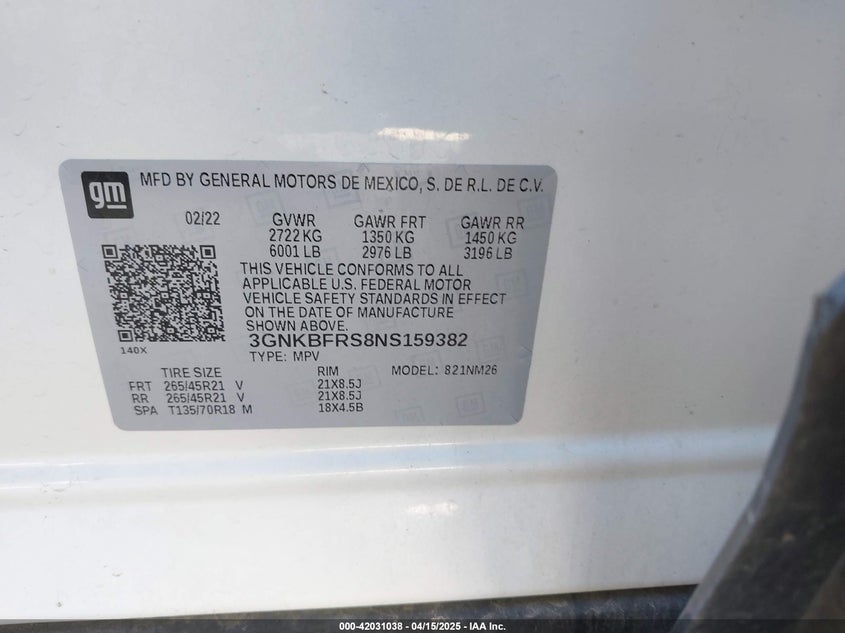 gm
MFD BY GENERAL MOTORS DE MEXICO, S. DE R.L. DE C.V.
02/22 GVWR GAWR FRT GAWR RR
2722 KG 1350 KG 1450 KG
6001 LB 2976 LB 3196 LB
THIS VEHICLE CONFORMS TO ALL
APPLICABLE U.S. FEDERAL MOTOR
VEHICLE SAFETY STANDARDS IN EFFECT
ON THE DATE OF MANUFACTURE
SHOWN ABOVE.
140X
3GNKBFRS8NS159382
TYPE: MPV
TIRE SIZE RIM MODEL: 821NM26
FRT 265/45R21 V 21X8.5J
RR 265/45R21 V 21X8.5J
SPA T135/70R18 M 18X4.5B
000-42031038 - 04/15/2025 - IAA Inc.